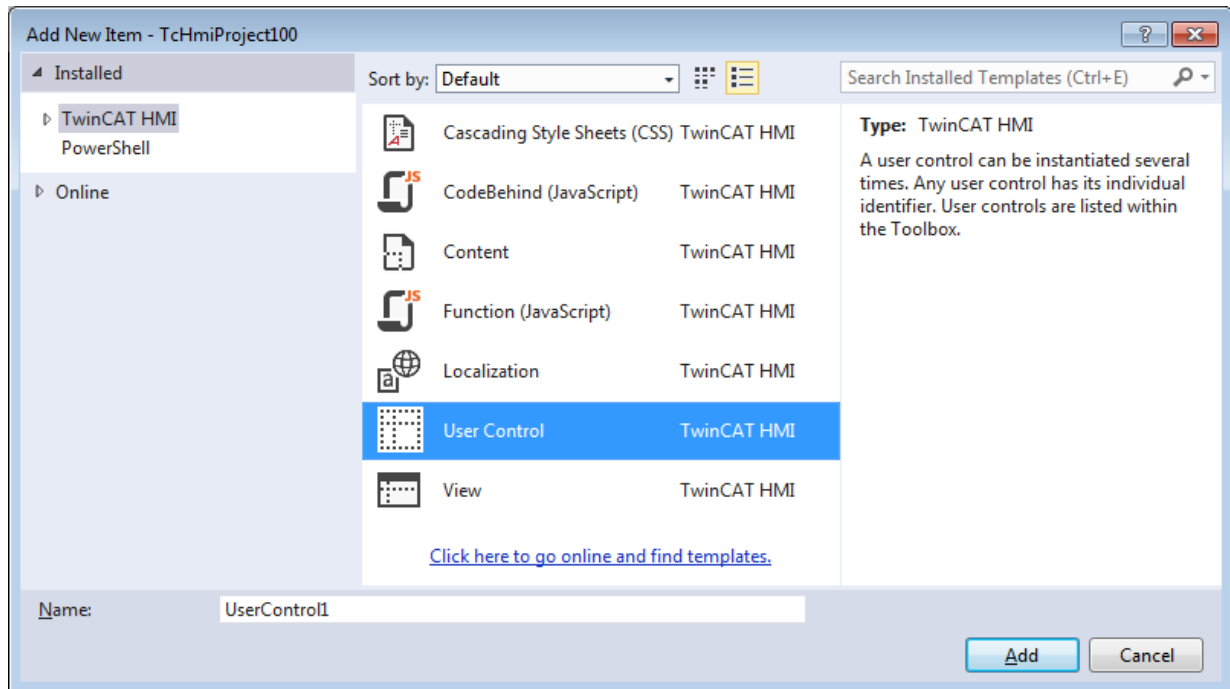 Add New Item - TcHmiProject100
Installed
TwinCAT HMI
PowerShell
Online
Sort by: Default
Search Installed Templates (Ctrl+E)
Cascading Style Sheets (CSS) TwinCAT HMI
CodeBehind (JavaScript) TwinCAT HMI
Content TwinCAT HMI
Function (JavaScript) TwinCAT HMI
Localization TwinCAT HMI
User Control TwinCAT HMI
View TwinCAT HMI
Click here to go online and find templates.
Type: TwinCAT HMI
A user control can be instantiated several
times. Any user control has its individual
identifier. User controls are listed within
the Toolbox.
Name: UserControl1
Add Cancel